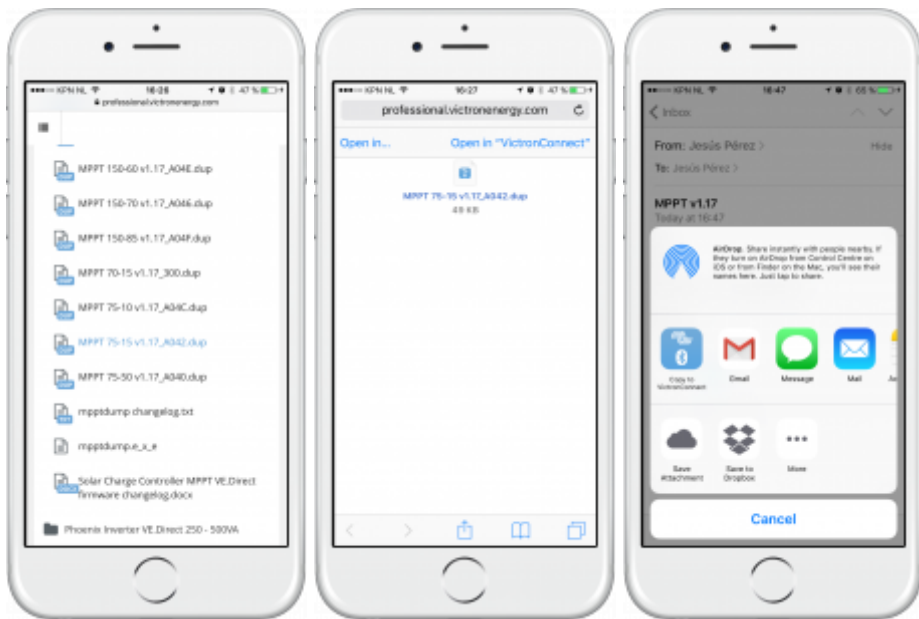 KPN NL 16:26 47 %
professional.victronenergy.com
MPPT 150-60 v1.17_A04E.dup
MPPT 150-70 v1.17_A046.dup
MPPT 150-85 v1.17_A04F.dup
MPPT 70-15 v1.17_300.dup
MPPT 75-10 v1.17_A04C.dup
MPPT 75-15 v1.17_A042.dup
MPPT 75-50 v1.17_A040.dup
mpptdump changelog.txt
mpptdump.e_x_e
Solar Charge Controller MPPT VE.Direct
firmware changelog.docx
Phoenix Inverter VE.Direct 250 - 500VA
KPN NL 16:27 47 %
professional.victronenergy.com
Open in...
Open in "VictronConnect"
MPPT 75-15 v1.17_A042.dup
49 KB
KPN NL 16:47 65 %
Inbox
From: Jesús Pérez
Hide
To: Jesús Pérez
MPPT v1.17
Today at 16:47
AirDrop. Share instantly with people nearby. If
they turn on AirDrop from Control Centre on
iOS or from Finder on the Mac, you'll see their
names here. Just tap to share.
Copy to
VictronConnect
Email
Message
Mail
Save
Attachment
Save to
Dropbox
More
Cancel